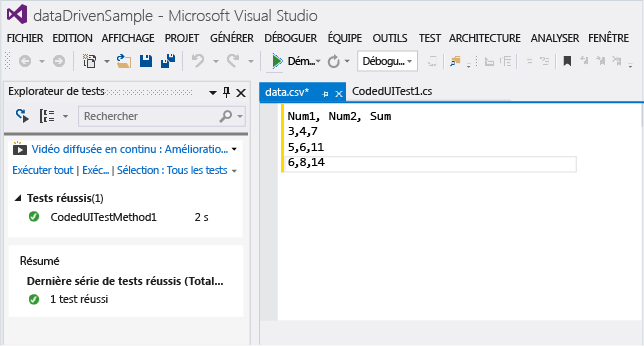 dataDrivenSample - Microsoft Visual Studio
FICHIER EDITION AFFICHAGE PROJET GÉNÉRER DÉBOGUER ÉQUIPE OUTILS TEST ARCHITECTURE ANALYSER FENÊTRE
Dém... Débogu...
Explorateur de tests
Rechercher
Vidéo diffusée en continu : Amélioratio...
Exécuter tout | Exéc... | Sélection : Tous les tests
Tests réussis(1)
CodedUITestMethod1 2 s
Résumé
Dernière série de tests réussis (Total...
1 test réussi
data.csv* CodedUITest1.cs
Num1, Num2, Sum
3,4,7
5,6,11
6,8,14